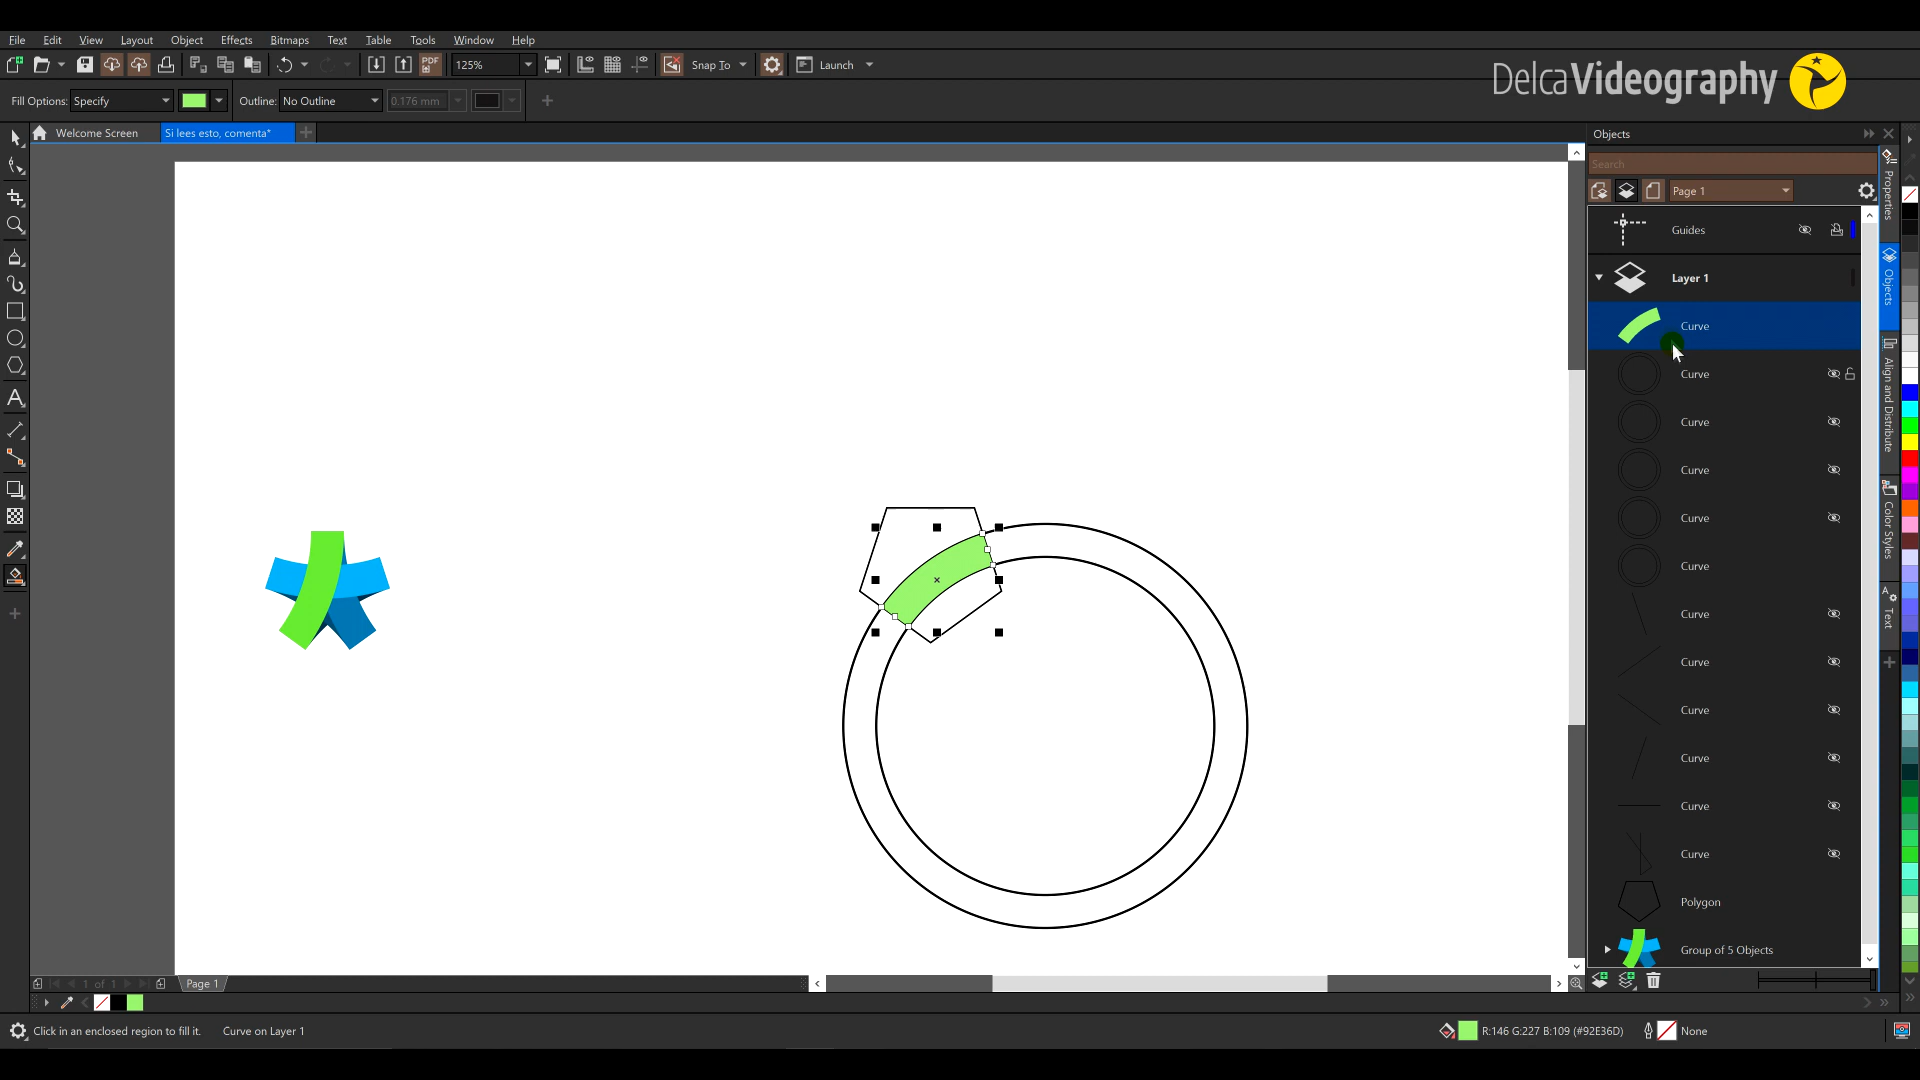 File Edit View Layout Object Effects Bitmaps Text Table Tools Window Help
PDF 125% Snap To Launch
DelcaVideography
Fill Options: Specify Outline: No Outline 0.176 mm
Welcome Screen Si lees esto, comenta*
Objects
Search
Page 1
Guides
Layer 1
Curve
Curve
Curve
Curve
Curve
Curve
Curve
Curve
Curve
Curve
Curve
Curve
Polygon
Group of 5 Objects
Properties
Objects
Align and Distribute
Color Styles
Text
1 of 1 Page 1
Click in an enclosed region to fill it. Curve on Layer 1 R:146 G:227 B:109 (#92E36D) None